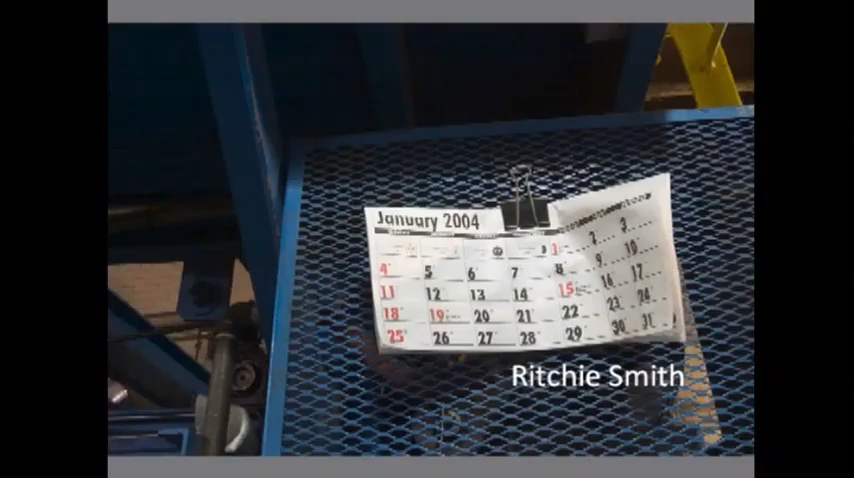 January 2004
1 2 3
4 5 6 7 8 9 10
11 12 13 14 15 16 17
18 19 20 21 22 23 24
25 26 27 28 29 30 31
Ritchie Smith